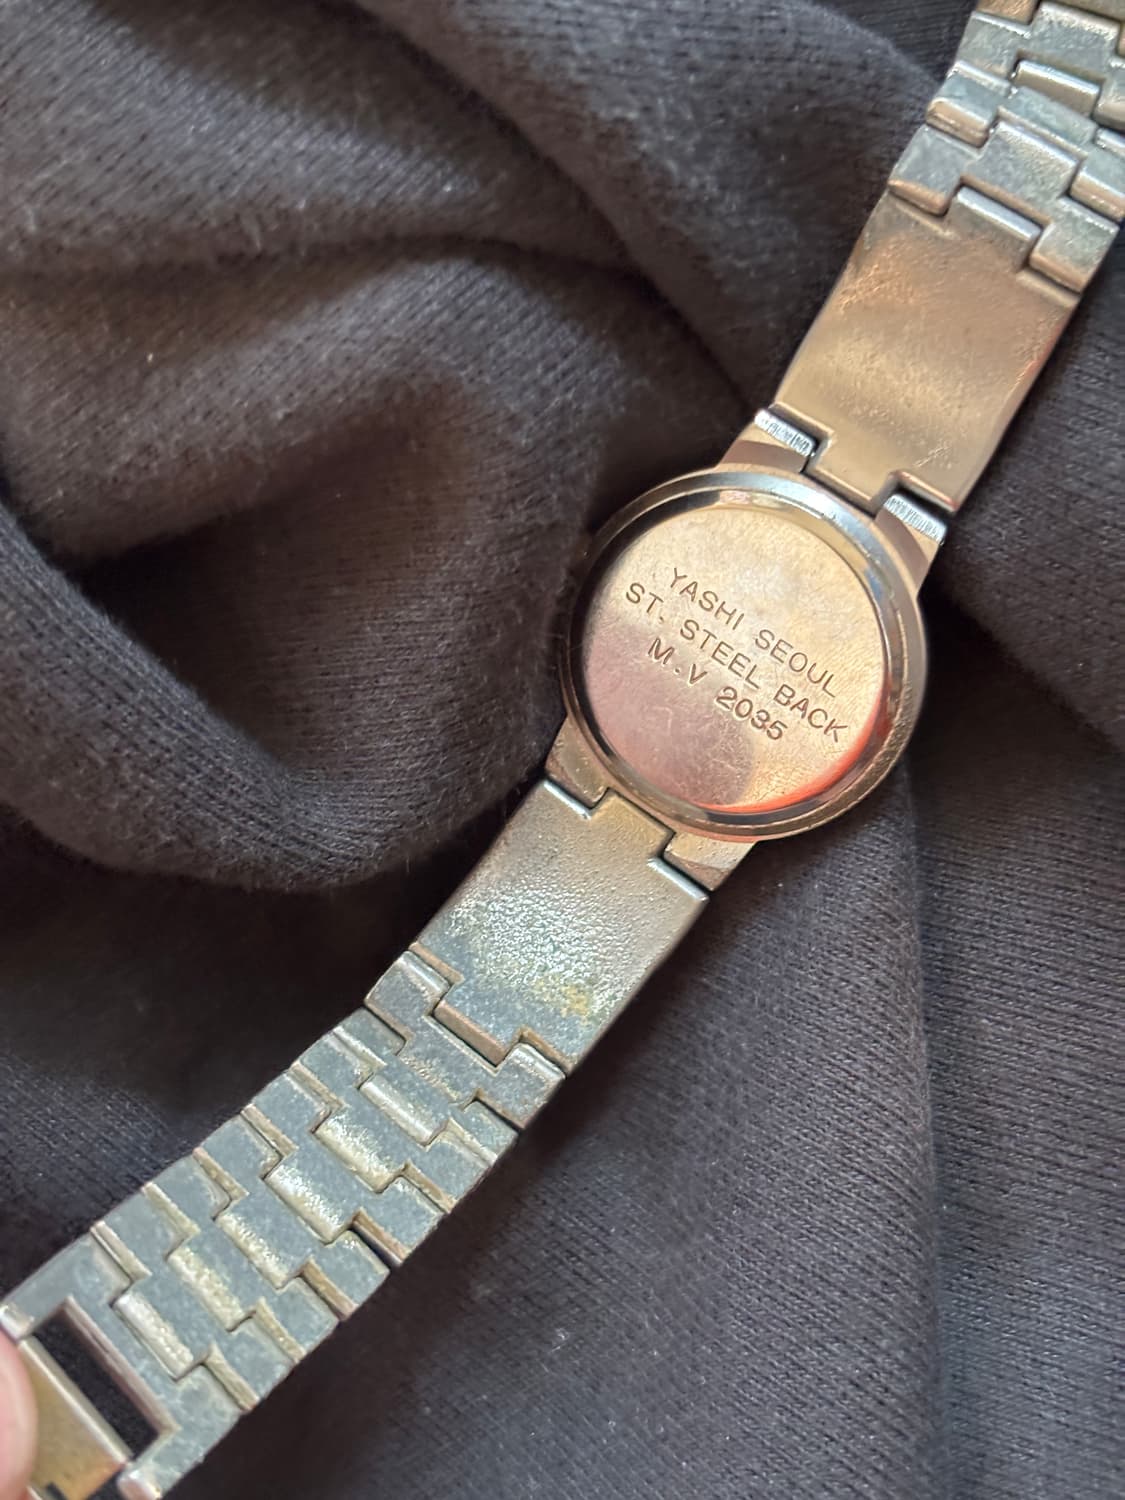 YASHI SEOUL
ST. STEEL BACK
M.V 2035